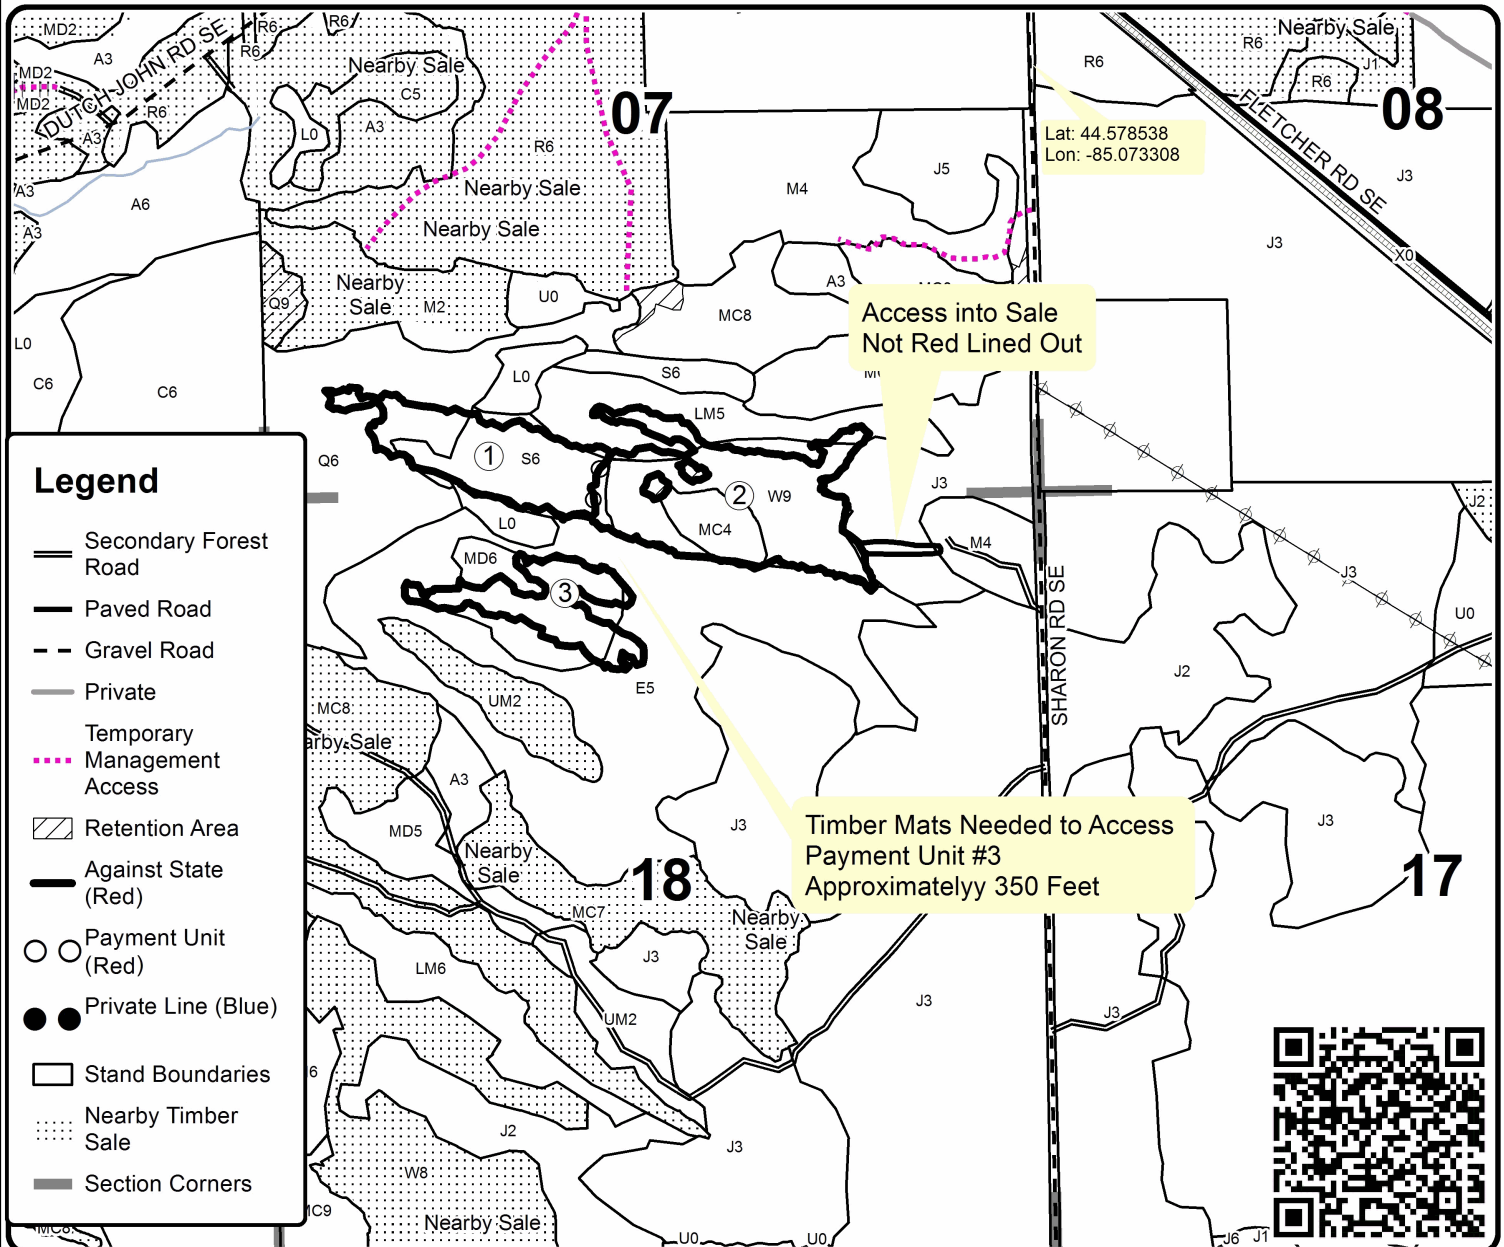 MD2
A3
MD2
MD2
DUTCH JOHN RD SE
A3
R6
A3
A6
A3
R6
R6
R6
Nearby Sale
C5
L0
A3
R6
Nearby Sale
Nearby Sale
07
Nearby
Sale
M2
Q9
U0
M4
J5
R6
Lat: 44.578538
Lon: -85.073308
Nearby Sale
R6
J1
R6
08
FLETCHER RD SE
J3
J3
X0
A3
MC8
Access into Sale
Not Red Lined Out
L0
C6
C6
L0
S6
LM5
Q6
1
S6
2
W9
MC4
J3
J2
L0
MD6
3
M4
J3
U0
SHARON RD SE
J2
E5
Legend
Secondary Forest
Road
Paved Road
Gravel Road
Private
Temporary
Management
Access
Retention Area
Against State
(Red)
Payment Unit
(Red)
Private Line (Blue)
Stand Boundaries
Nearby Timber
Sale
Section Corners
MC8
arby Sale
UM2
A3
MD5
Nearby
Sale
J3
Timber Mats Needed to Access
Payment Unit #3
Approximatelyy 350 Feet
J3
17
18
MC7
Nearby
Sale
J3
LM6
UM2
J3
J3
6
J2
J3
W8
C9
Nearby Sale
MC8
U0
U0
J6
J1